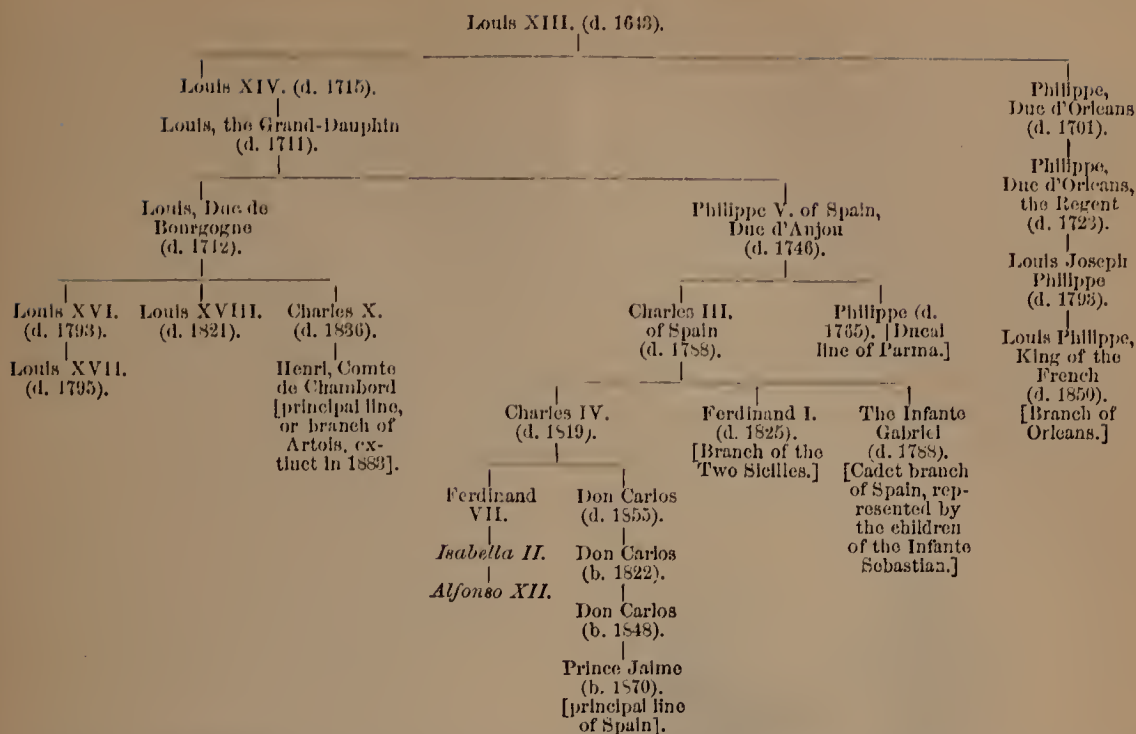 Louis XIII. (d. 1643).
Louis XIV. (d. 1715).
Louis, the Grand-Dauphin
(d. 1711).
Louis, Duc de
Bourgogne
(d. 1712).
Louis XVI.
(d. 1793).
Louis XVII.
(d. 1795).
Louis XVIII.
(d. 1821).
Charles X.
(d. 1836).
Henri, Comte
de Chambord
[principal line,
or branch of
Artois, ex-
tinct in 1883].
Philippe V. of Spain,
Duc d'Anjou
(d. 1746).
Charles III.
of Spain
(d. 1788).
Charles IV.
(d. 1819).
Ferdinand
VII.
Isabella II.
Alfonso XII.
Don Carlos
(d. 1855).
Don Carlos
(b. 1822).
Don Carlos
(b. 1848).
Prince Jaime
(b. 1870).
[principal line
of Spain].
Ferdinand I.
(d. 1825).
[Branch of the
Two Sicilies.]
The Infante
Gabriel
(d. 1788).
[Cadet branch
of Spain, rep-
resented by
the children
of the Infante
Sebastian.]
Philippe (d.
1765). [Ducal
line of Parma.]
Philippe,
Duc d'Orleans
(d. 1701).
Philippe,
Duc d'Orleans,
the Regent
(d. 1723).
Louis Joseph
Philippe
(d. 1793).
Louis Philippe,
King of the
French
(d. 1850).
[Branch of
Orleans.]